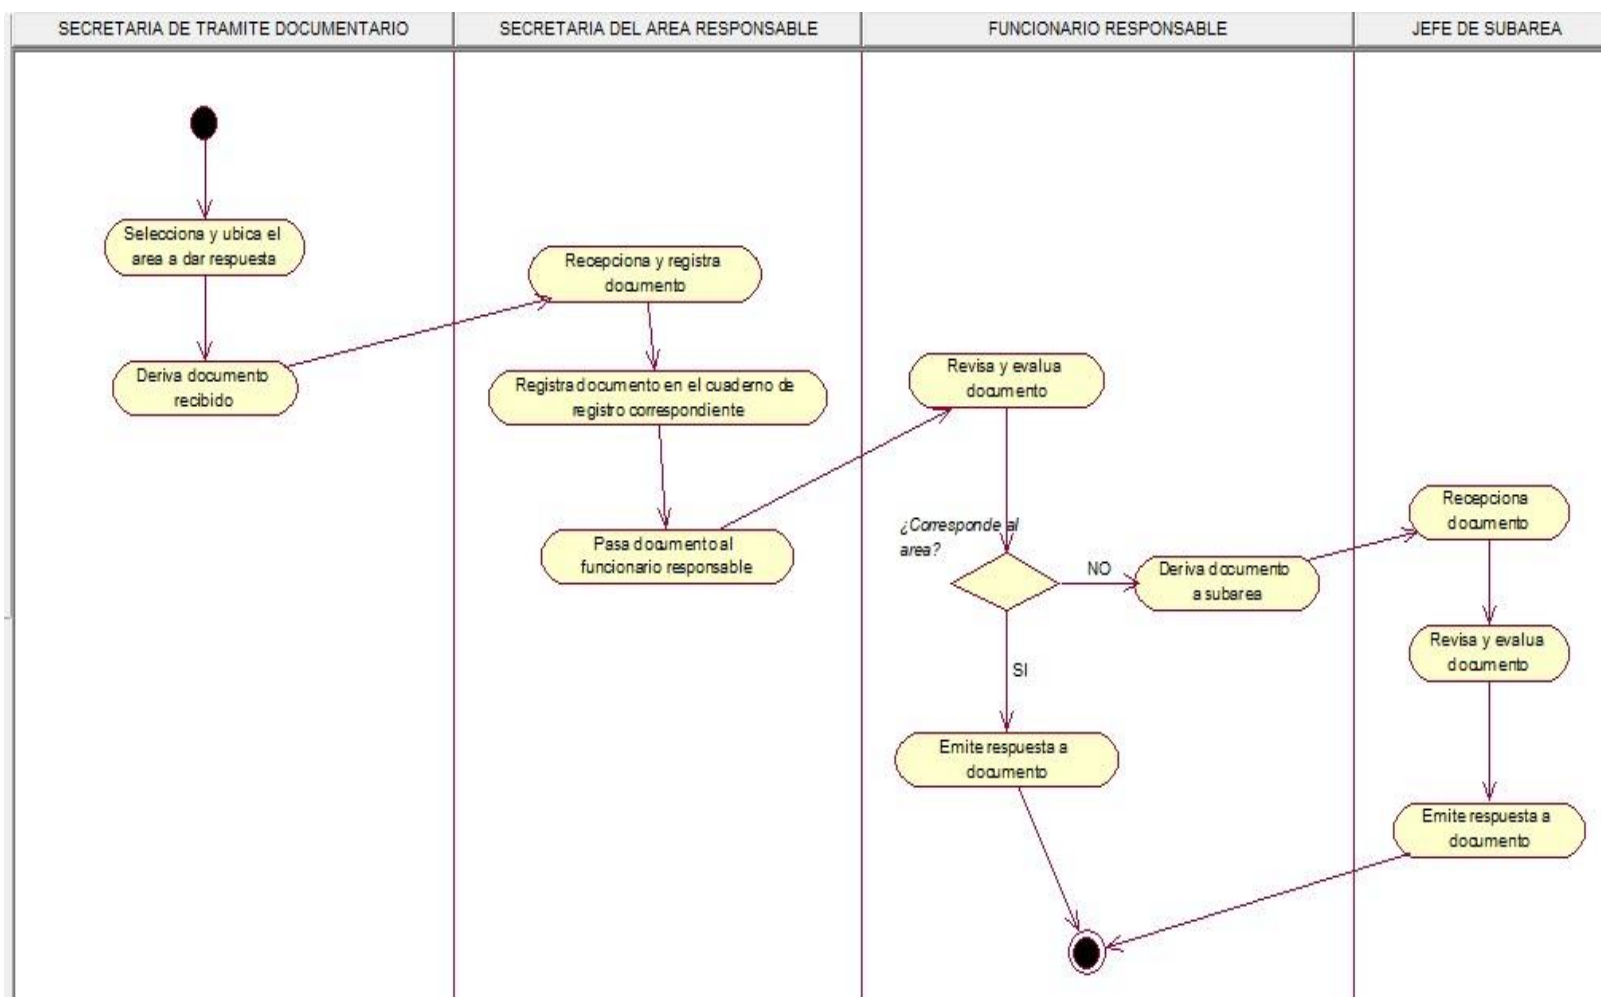 SECRETARIA DE TRAMITE DOCUMENTARIO
SECRETARIA DEL AREA RESPONSABLE
FUNCIONARIO RESPONSABLE
JEFE DE SUBAREA
Selecciona y ubica el
area a dar respuesta
Deriva documento
recibido
Recepciona y registra
documento
Registra documento en el cuaderno de
registro correspondiente
Pasa documento al
funcionario responsable
Revisa y evalua
documento
¿Corresponde al
area?
NO
SI
Deriva documento
a subarea
Emite respuesta a
documento
Recepciona
documento
Revisa y evalua
documento
Emite respuesta a
documento